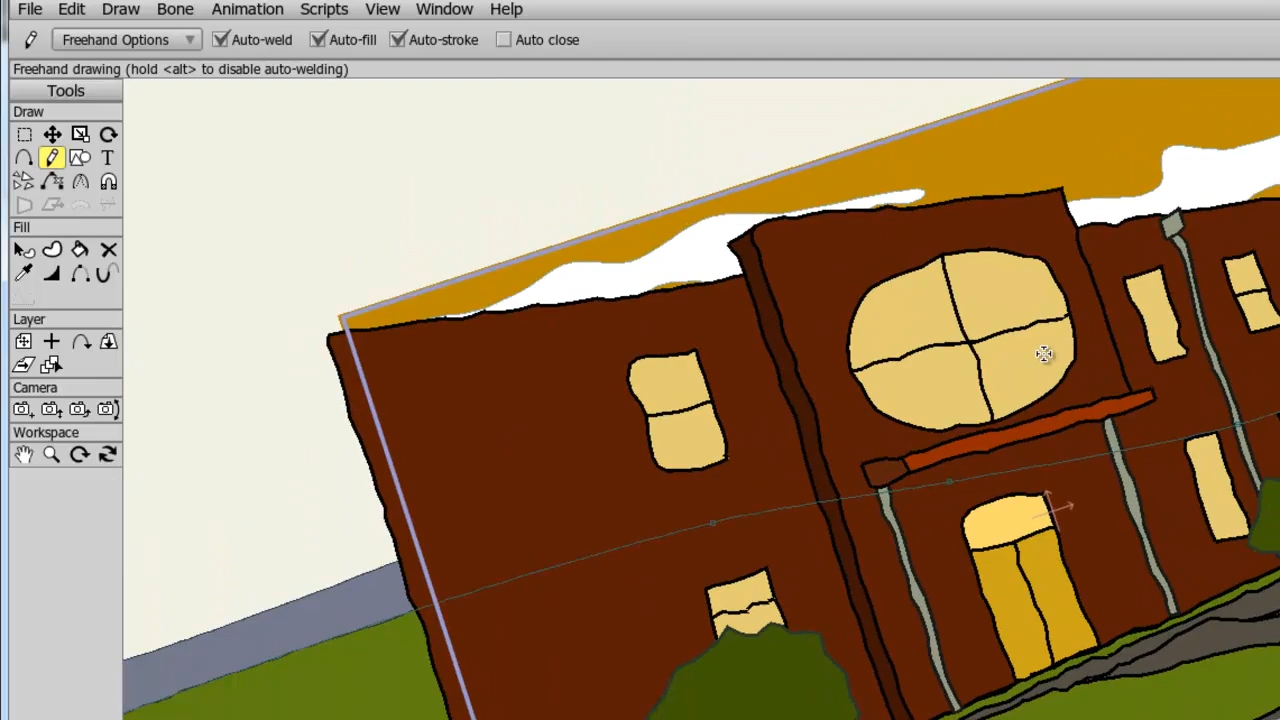 File Edit Draw Bone Animation Scripts View Window Help
Freehand Options Auto-weld Auto-fill Auto-stroke Auto close
Freehand drawing (hold <alt> to disable auto-welding)
Tools
Draw
T
Fill
Layer
Camera
Workspace